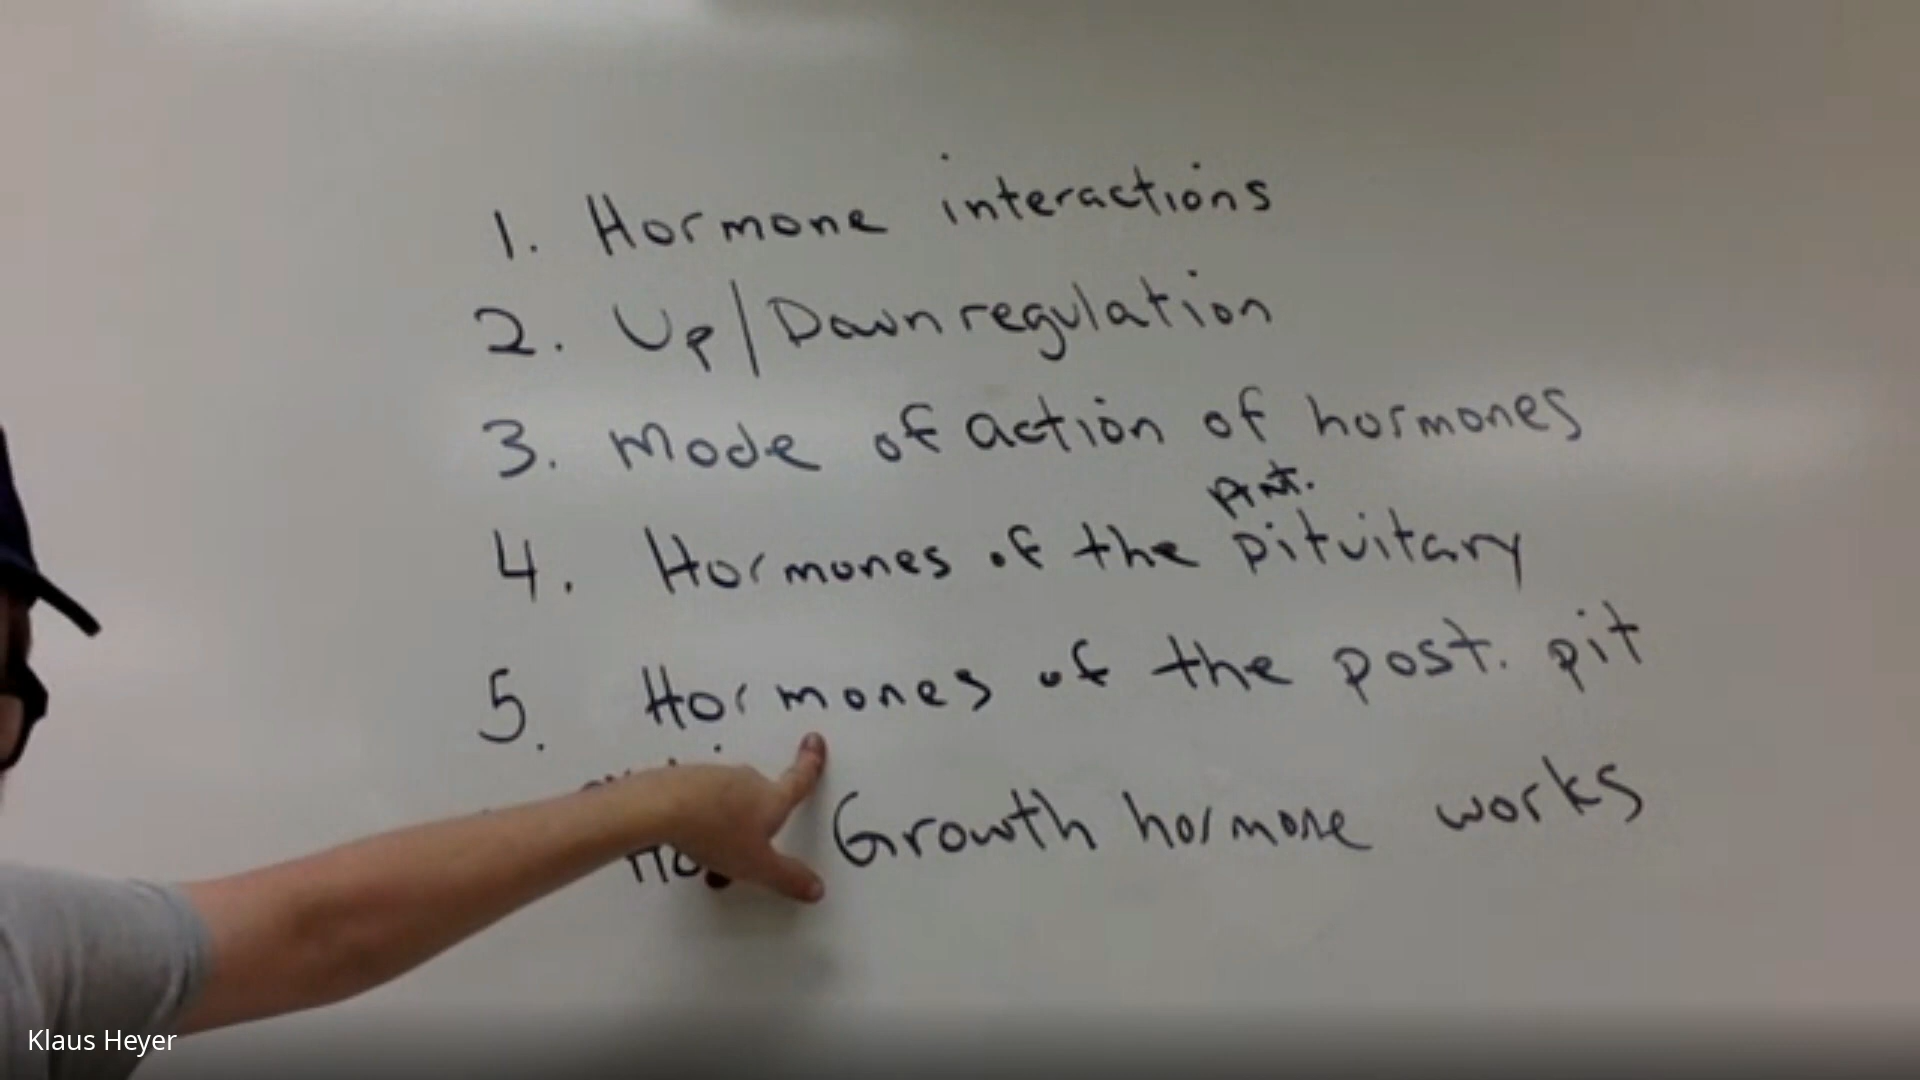 1. Hormone interactions
2. Up/Down regulation
3. Mode of action of hormones
Ant.
4. Hormones of the pituitary
5. Hormones of the post. pit
Growth hormone works
Klaus Heyer